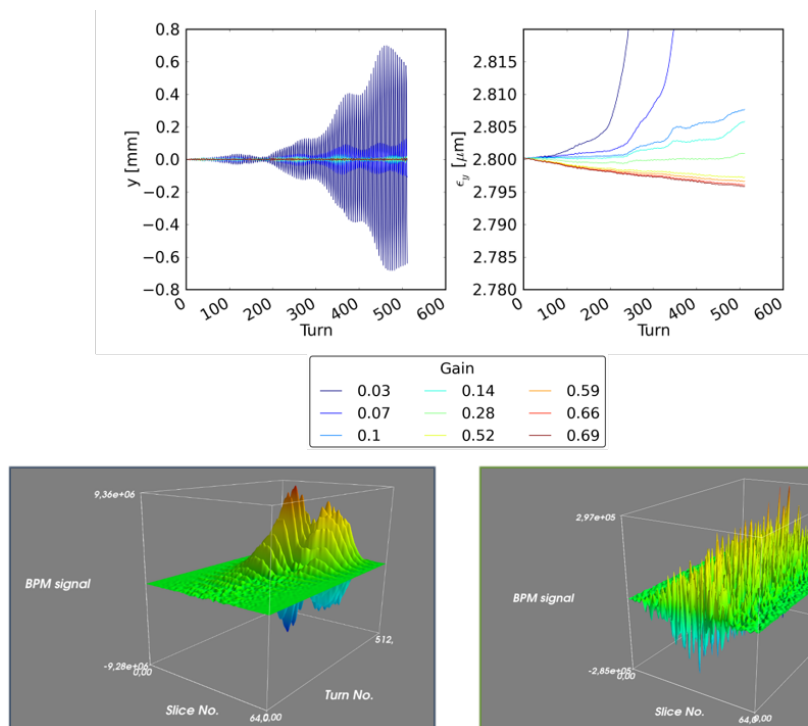 0.8
0.6
0.4
0.2
0.0
-0.2
-0.4
-0.6
-0.8
y [mm]
0 100 200 300 400 500 600
Turn
2.815
2.810
2.805
2.800
2.795
2.790
2.785
2.780
ϵy [μm]
0 100 200 300 400 500 600
Turn
Gain
0.03 0.14 0.59
0.07 0.28 0.66
0.1 0.52 0.69
9,36e+06
BPM signal
-9,28e+06
0,00
Slice No.
64,0
0,00
Turn No.
512,
2,97e+05
BPM signal
-2,85e+05
0,00
Slice No.
64,0
0,00